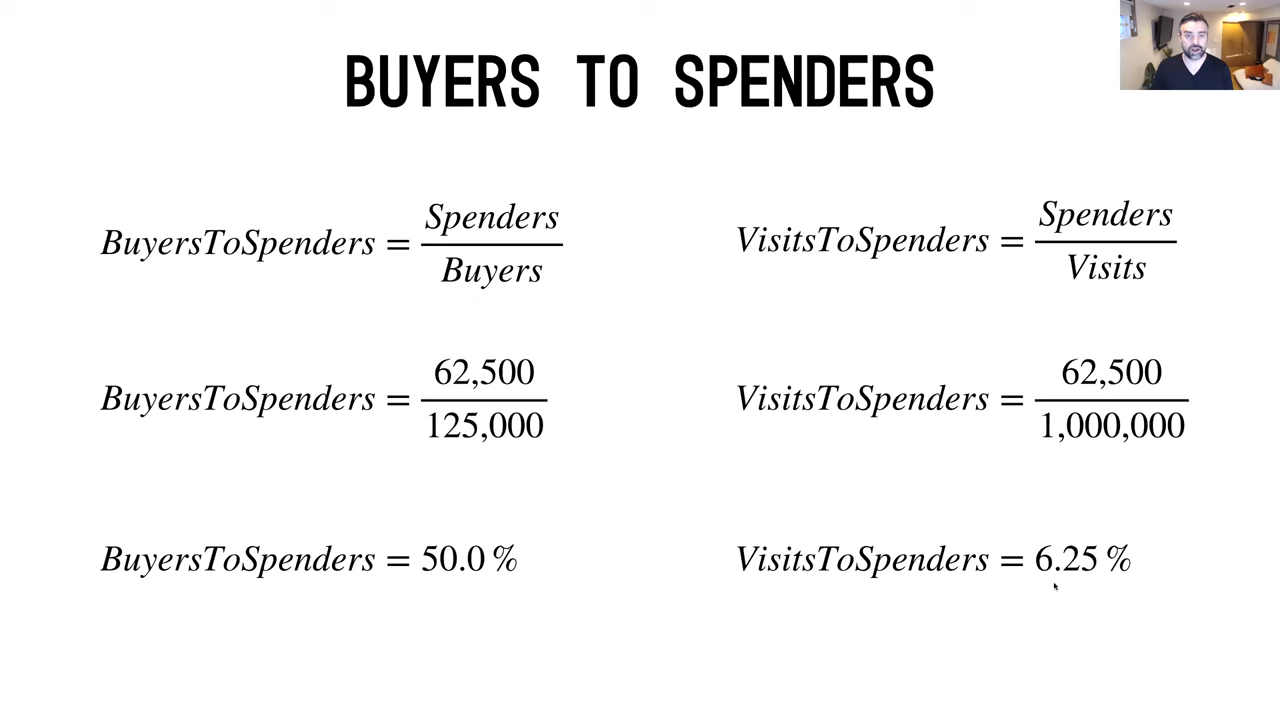 BUYERS TO SPENDERS
BuyersToSpenders = Spenders / Buyers
VisitsToSpenders = Spenders / Visits
BuyersToSpenders = 62,500 / 125,000
VisitsToSpenders = 62,500 / 1,000,000
BuyersToSpenders = 50.0 %
VisitsToSpenders = 6.25 %